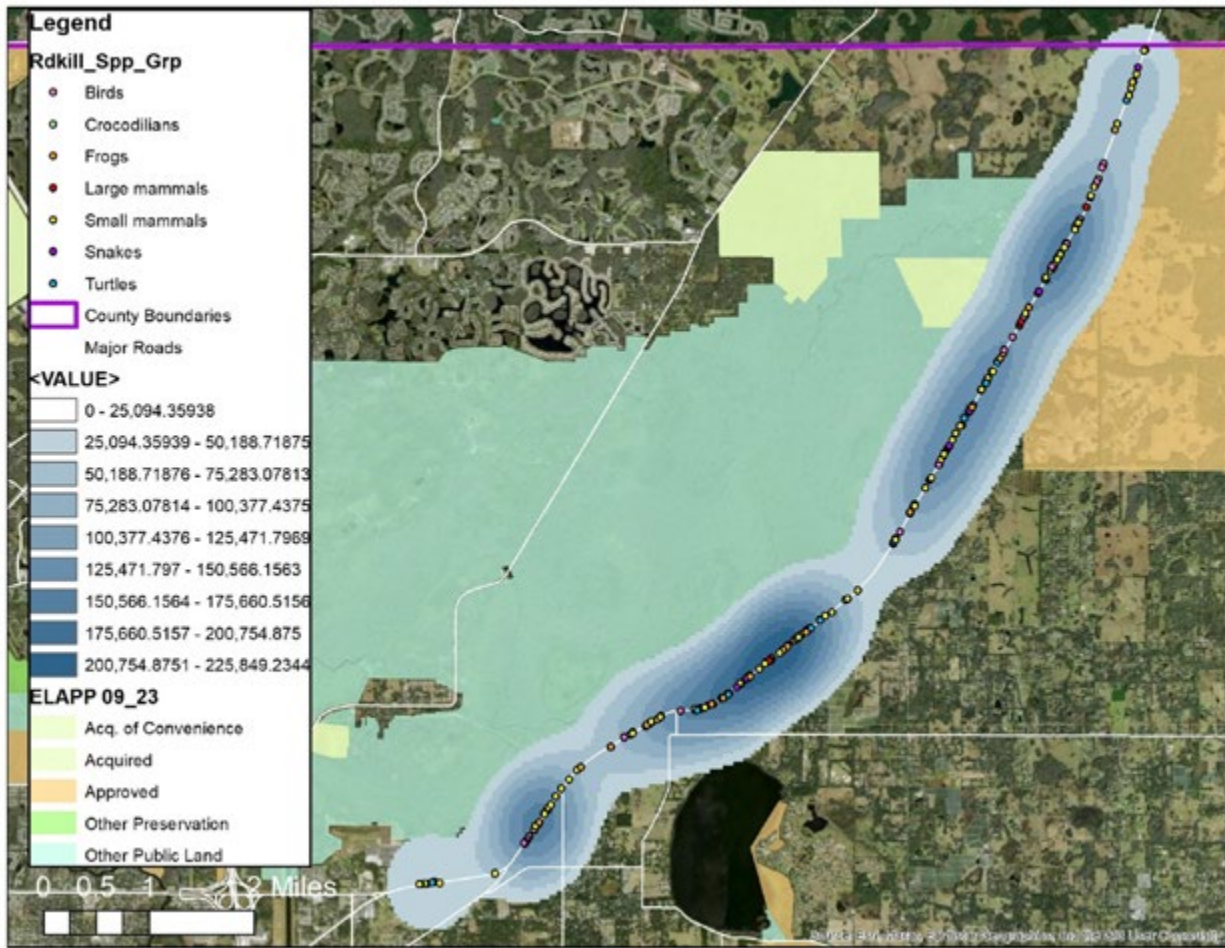 Legend
Rdkill_Spp_Grp
Birds
Crocodilians
Frogs
Large mammals
Small mammals
Snakes
Turtles
County Boundaries
Major Roads
<VALUE>
0 - 25,094.35938
25,094.35939 - 50,188.71875
50,188.71876 - 75,283.07813
75,283.07814 - 100,377.4375
100,377.4376 - 125,471.7969
125,471.797 - 150,566.1563
150,566.1564 - 175,660.5156
175,660.5157 - 200,754.875
200,754.8751 - 225,849.2344
ELAPP 09_23
Acq. of Convenience
Acquired
Approved
Other Preservation
Other Public Land
0 0.5 1 2 Miles